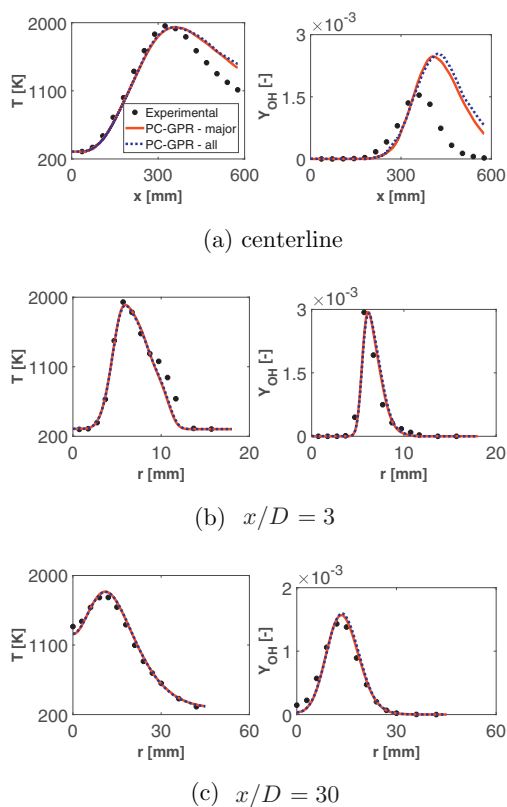 2000
1100
200
T [K]
Experimental
PC-GPR - major
PC-GPR - all
0 300 600
x [mm]
×10⁻³
3
1.5
0
Y_OH [-]
0 300 600
x [mm]
(a) centerline
2000
1100
200
T [K]
0 10 20
r [mm]
×10⁻³
3
1.5
0
Y_OH [-]
0 10 20
r [mm]
(b) x/D = 3
2000
1100
200
T [K]
0 30 60
r [mm]
×10⁻³
2
1
0
Y_OH [-]
0 30 60
r [mm]
(c) x/D = 30